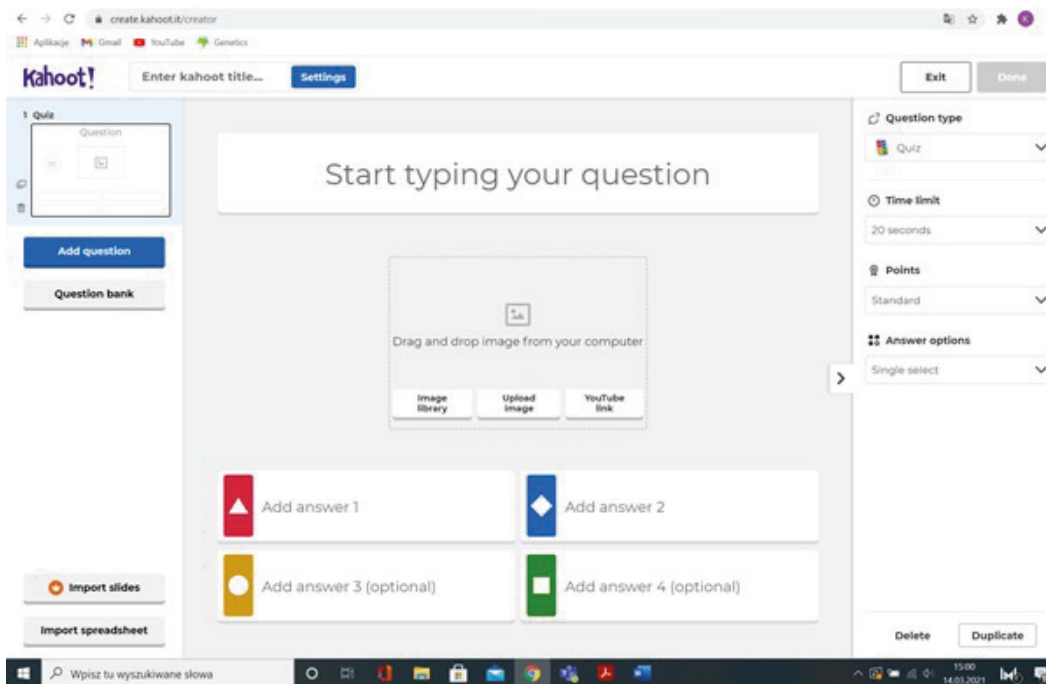 create.kahoot.it/creator
Aplikacje Gmail YouTube Genetics
Kahoot!
Enter kahoot title...
Settings
Exit
Done
1 Quiz
Question
Add question
Question bank
Import slides
Import spreadsheet
Start typing your question
Drag and drop image from your computer
Image library
Upload image
YouTube link
Add answer 1
Add answer 2
Add answer 3 (optional)
Add answer 4 (optional)
Question type
Quiz
Time limit
20 seconds
Points
Standard
Answer options
Single select
Delete
Duplicate
Wpisz tu wyszukiwane słowa
15:00
14.03.2021